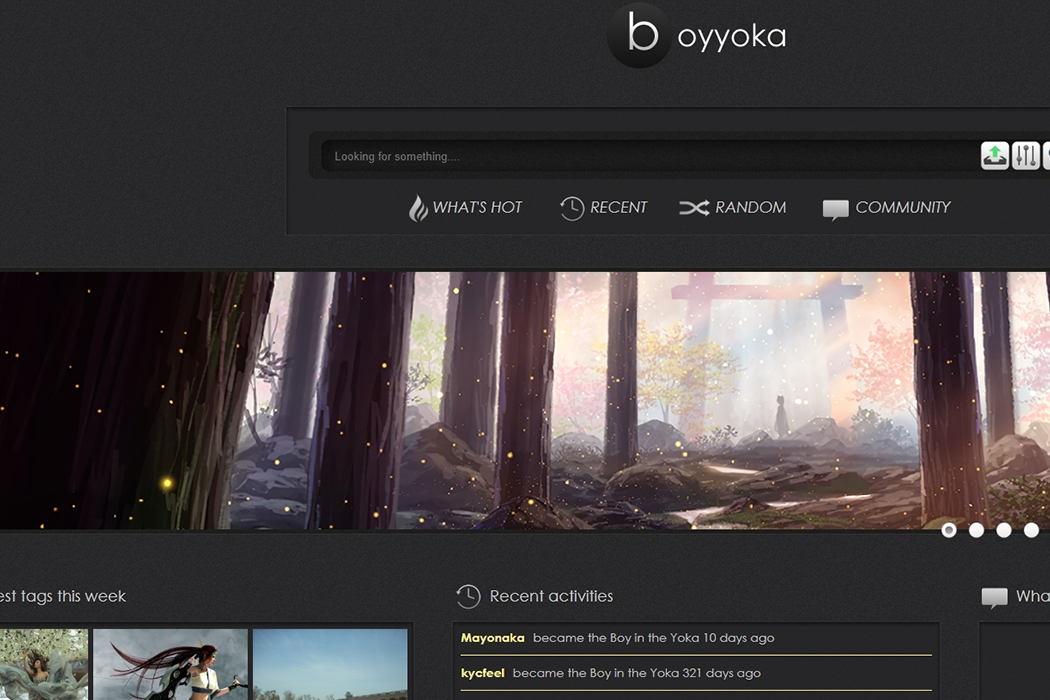 boyyoka
Looking for something....
WHAT'S HOT RECENT RANDOM COMMUNITY
est tags this week
Recent activities
Wha
Mayonaka became the Boy in the Yoka 10 days ago
kycfeel became the Boy in the Yoka 321 days ago